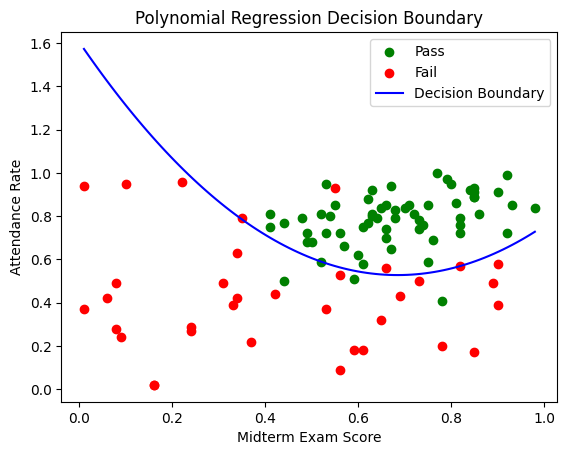 Polynomial Regression Decision Boundary
Pass
Fail
Decision Boundary
Attendance Rate
1.6
1.4
1.2
1.0
0.8
0.6
0.4
0.2
0.0
0.0 0.2 0.4 0.6 0.8 1.0
Midterm Exam Score